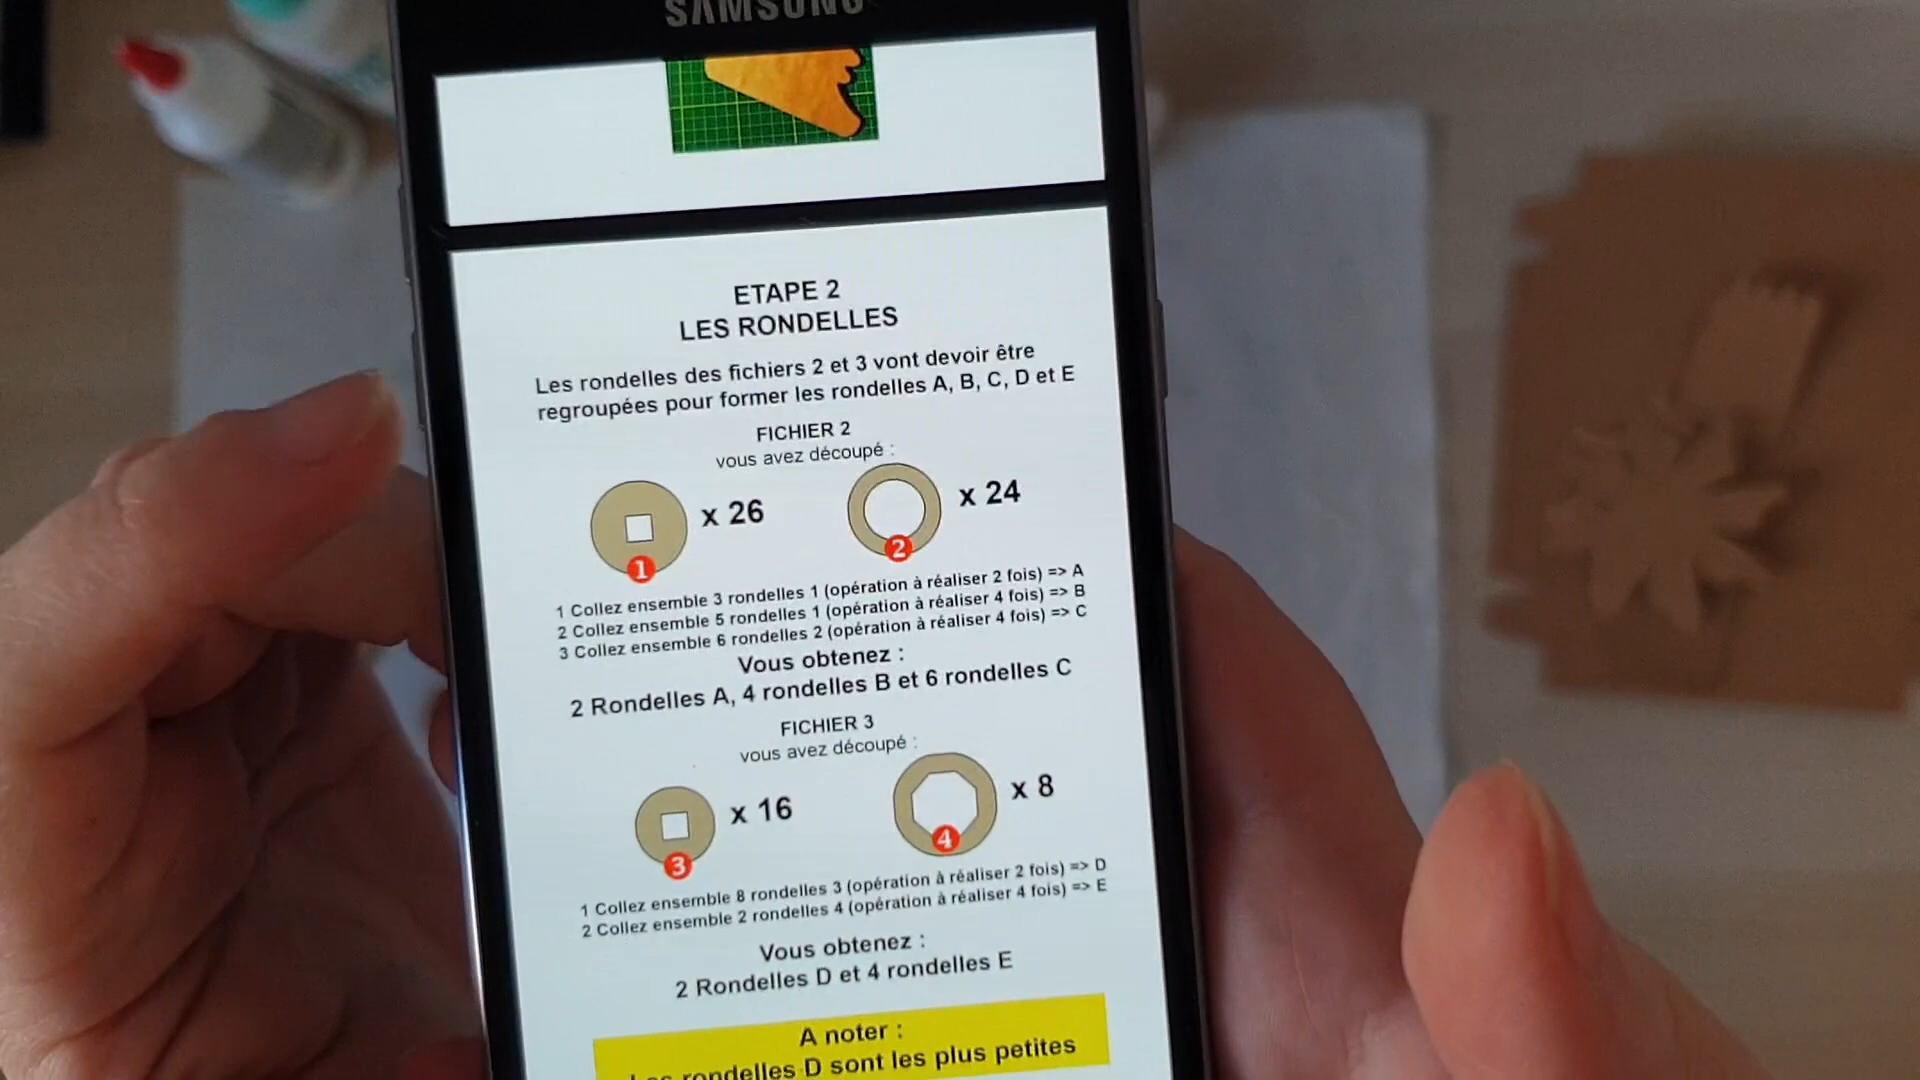 SAMSUNG
ETAPE 2
LES RONDELLES
Les rondelles des fichiers 2 et 3 vont devoir être
regroupées pour former les rondelles A, B, C, D et E
FICHIER 2
vous avez découpé :
x 26
x 24
1
2
1 Collez ensemble 3 rondelles 1 (opération à réaliser 2 fois) => A
2 Collez ensemble 5 rondelles 1 (opération à réaliser 4 fois) => B
3 Collez ensemble 6 rondelles 2 (opération à réaliser 4 fois) => C
Vous obtenez :
2 Rondelles A, 4 rondelles B et 6 rondelles C
FICHIER 3
vous avez découpé :
x 16
x 8
3
4
1 Collez ensemble 8 rondelles 3 (opération à réaliser 2 fois) => D
2 Collez ensemble 2 rondelles 4 (opération à réaliser 4 fois) => E
Vous obtenez :
2 Rondelles D et 4 rondelles E
A noter :
Les rondelles D sont les plus petites